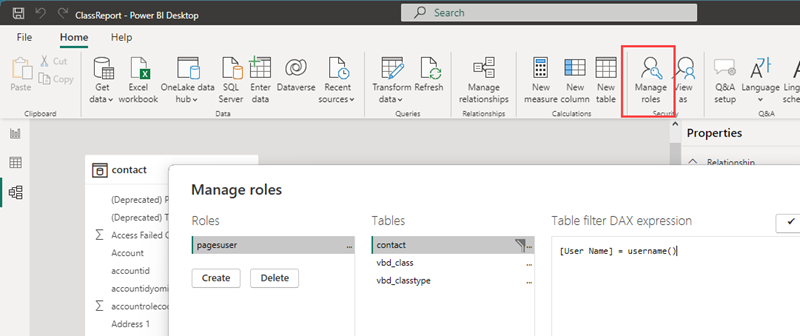 ClassReport - Power BI Desktop
Search
File Home Help
Paste
Cut
Copy
Clipboard
Get data
Excel workbook
OneLake data hub
SQL Server
Enter data
Dataverse
Recent sources
Data
Transform data
Refresh
Queries
Manage relationships
Relationships
New measure
New column
New table
Calculations
Manage roles
View as
Security
Q&A setup
Language
Q&A
Properties
Relationship
contact
(Deprecated)
(Deprecated)
Access Failed
Account
accountid
Address 1
Manage roles
Roles
pagesuser
...
Create
Delete
Tables
contact
...
vbd_class
...
vbd_classtype
...
Table filter DAX expression
[User Name] = username()